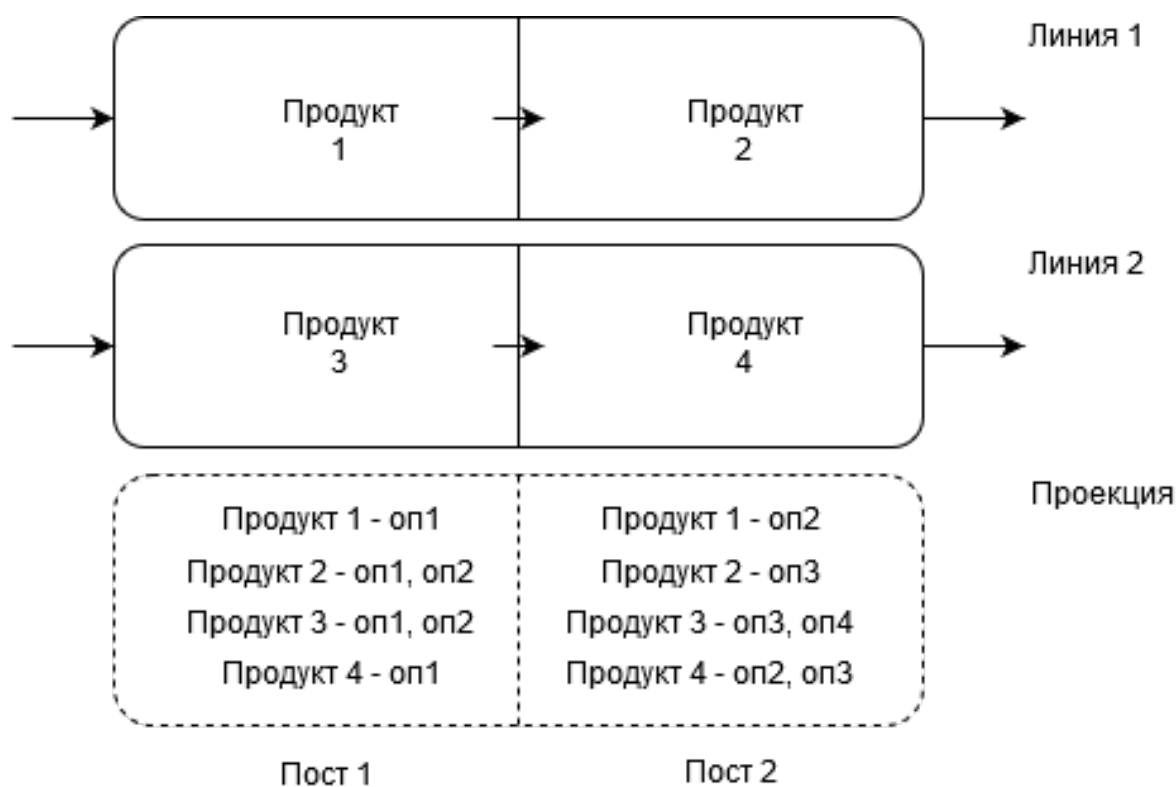 Линия 1
Продукт
1
Продукт
2
Линия 2
Продукт
3
Продукт
4
Проекция
Продукт 1 - оп1
Продукт 1 - оп2
Продукт 2 - оп1, оп2
Продукт 2 - оп3
Продукт 3 - оп1, оп2
Продукт 3 - оп3, оп4
Продукт 4 - оп1
Продукт 4 - оп2, оп3
Пост 1
Пост 2